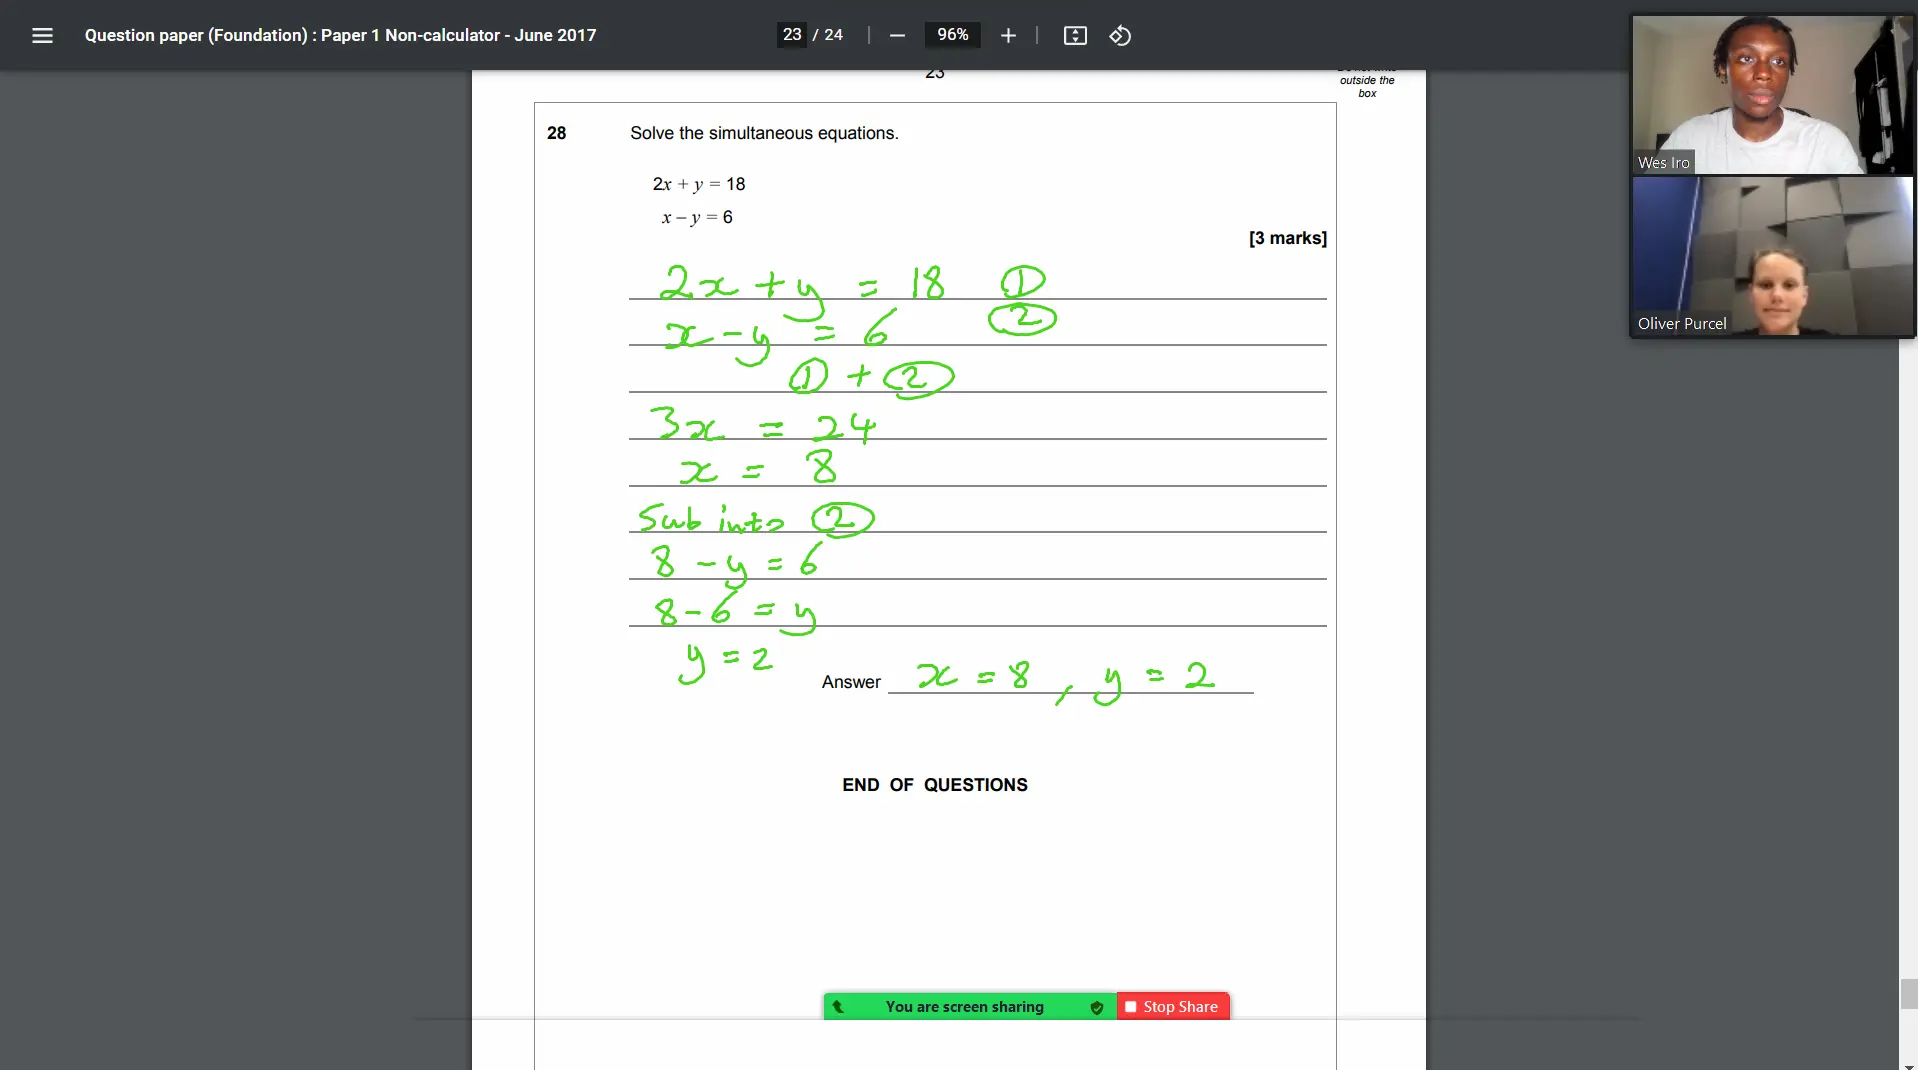 Question paper (Foundation) : Paper 1 Non-calculator - June 2017
23 / 24
96%
23
outside the
box
28 Solve the simultaneous equations.
2x + y = 18
x – y = 6
[3 marks]
2x + y = 18 ①
x - y = 6 ②
① + ②
3x = 24
x = 8
Sub into ②
8 - y = 6
8 - 6 = y
y = 2
Answer x = 8 , y = 2
END OF QUESTIONS
You are screen sharing
Stop Share
Wes Iro
Oliver Purcel